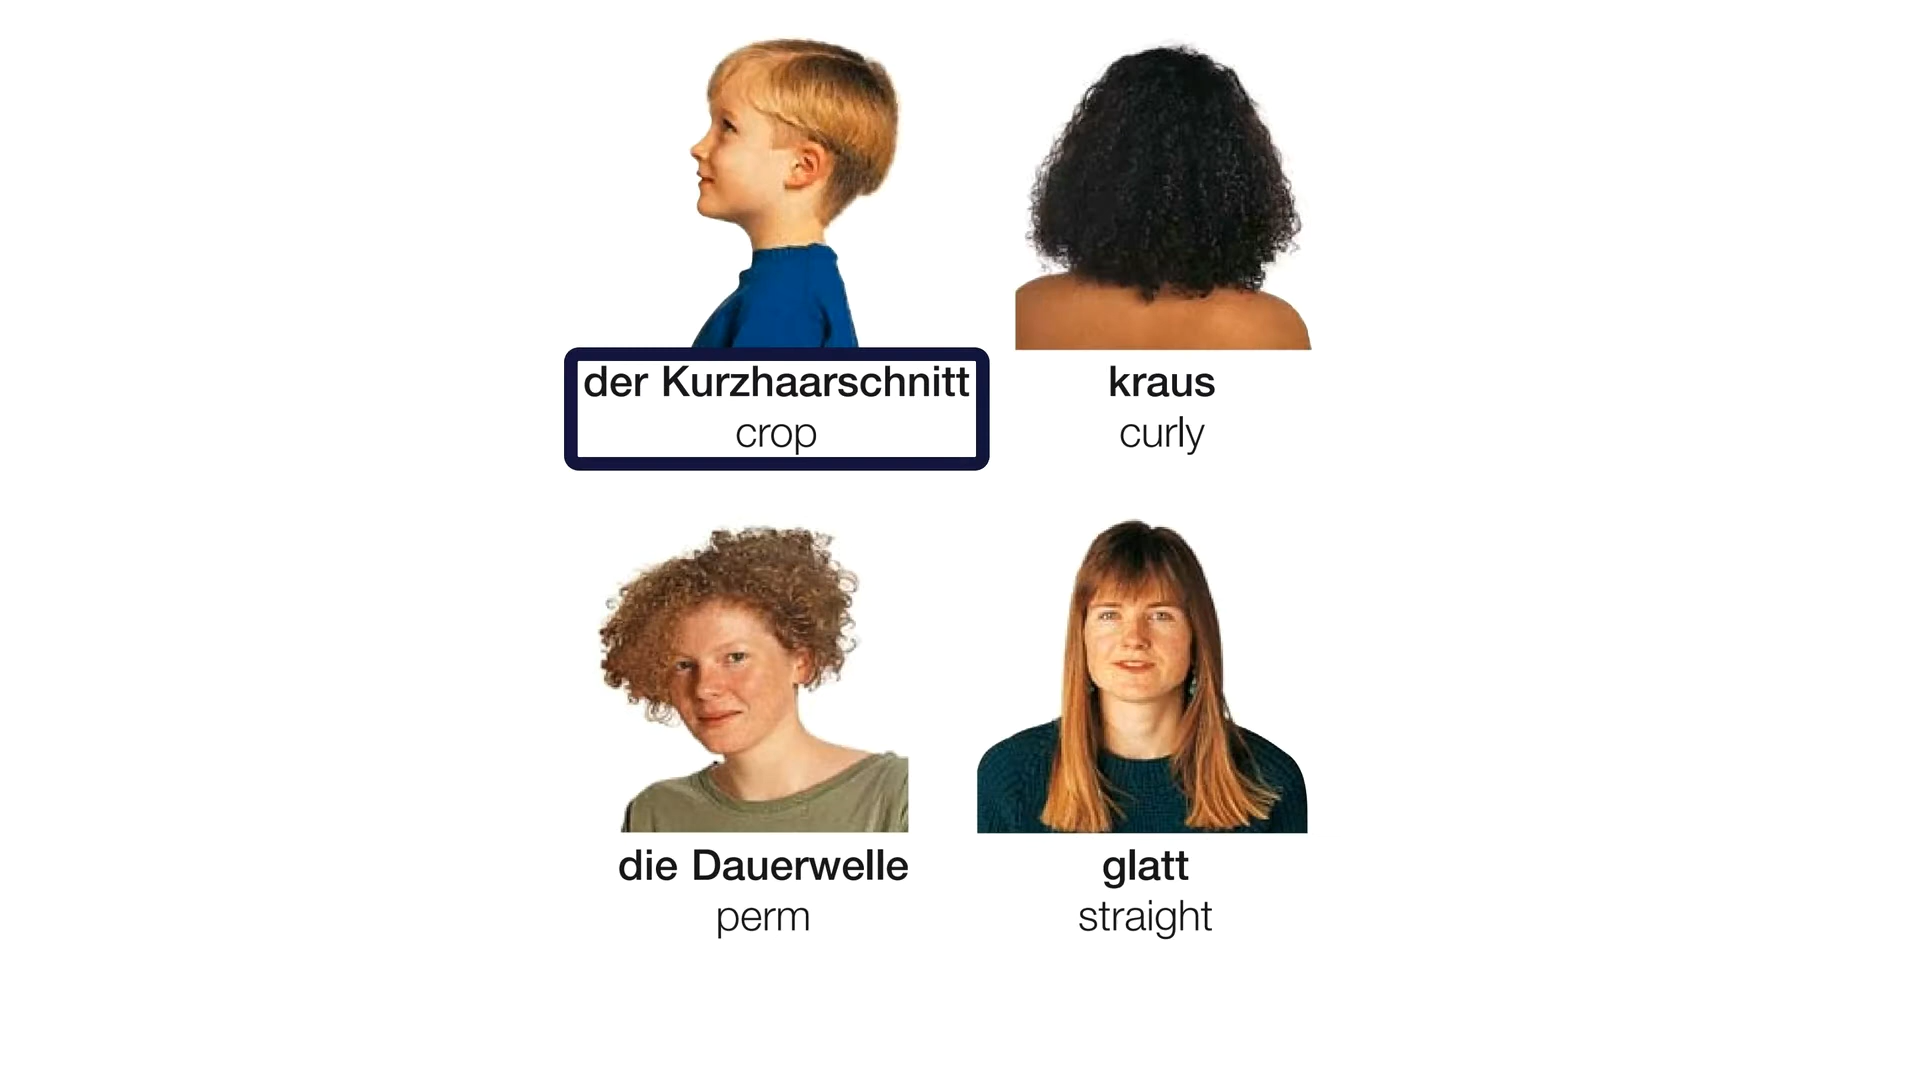 der Kurzhaarschnitt
crop
kraus
curly
die Dauerwelle
perm
glatt
straight